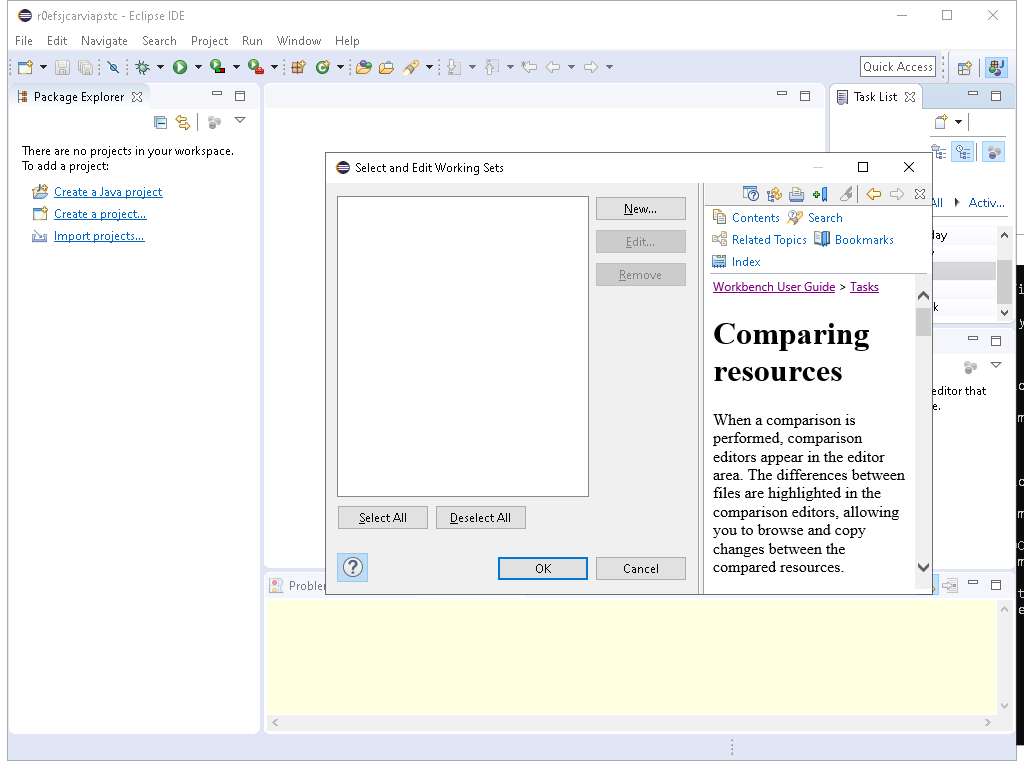 r0efsjcarviapstc - Eclipse IDE
File Edit Navigate Search Project Run Window Help
Quick Access
Package Explorer
Task List
There are no projects in your workspace.
To add a project:
Create a Java project
Create a project...
Import projects...
Select and Edit Working Sets
New...
Edit...
Remove
Select All
Deselect All
OK
Cancel
Contents
Search
Related Topics
Bookmarks
Index
Workbench User Guide > Tasks
Comparing
resources
When a comparison is
performed, comparison
editors appear in the editor
area. The differences between
files are highlighted in the
comparison editors, allowing
you to browse and copy
changes between the
compared resources.
All
Activ...
editor that